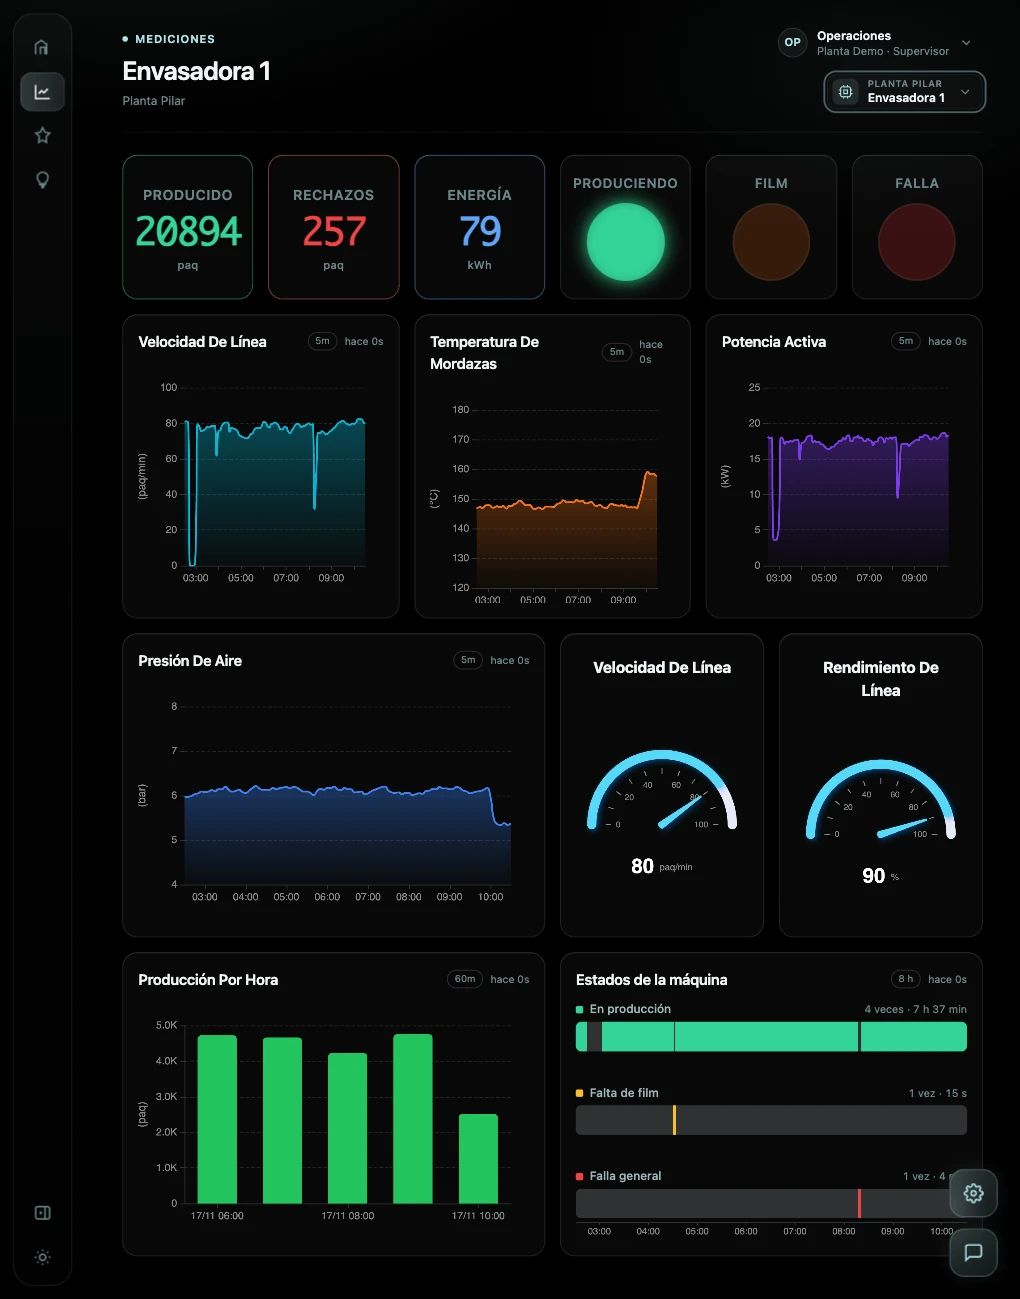 MEDICIONES
Envasadora 1
Planta Pilar
OP
Operaciones
Planta Demo · Supervisor
PLANTA PILAR
Envasadora 1
PRODUCIDO
20894
paq
RECHAZOS
257
paq
ENERGÍA
79
kWh
PRODUCIENDO
FILM
FALLA
Velocidad De Línea
5m
hace 0s
100
80
60
40
20
0
(paq/min)
03:00 05:00 07:00 09:00
Temperatura De
Mordazas
5m
hace
0s
180
170
160
150
140
130
120
(°C)
03:00 05:00 07:00 09:00
Potencia Activa
5m
hace 0s
25
20
15
10
5
0
(kW)
03:00 05:00 07:00 09:00
Presión De Aire
5m
hace 0s
8
7
6
5
4
(bar)
03:00 04:00 05:00 06:00 07:00 08:00 09:00 10:00
Velocidad De Línea
0 20 40 60 80 100
80 paq/min
Rendimiento De
Línea
0 20 40 60 80 100
90 %
Producción Por Hora
60m
hace 0s
5.0K
4.0K
3.0K
2.0K
1.0K
0
(paq)
17/11 06:00 17/11 08:00 17/11 10:00
Estados de la máquina
8 h
hace 0s
En producción
4 veces · 7 h 37 min
Falta de film
1 vez · 15 s
Falla general
1 vez · 4
03:00 04:00 05:00 06:00 07:00 08:00 09:00 10:00